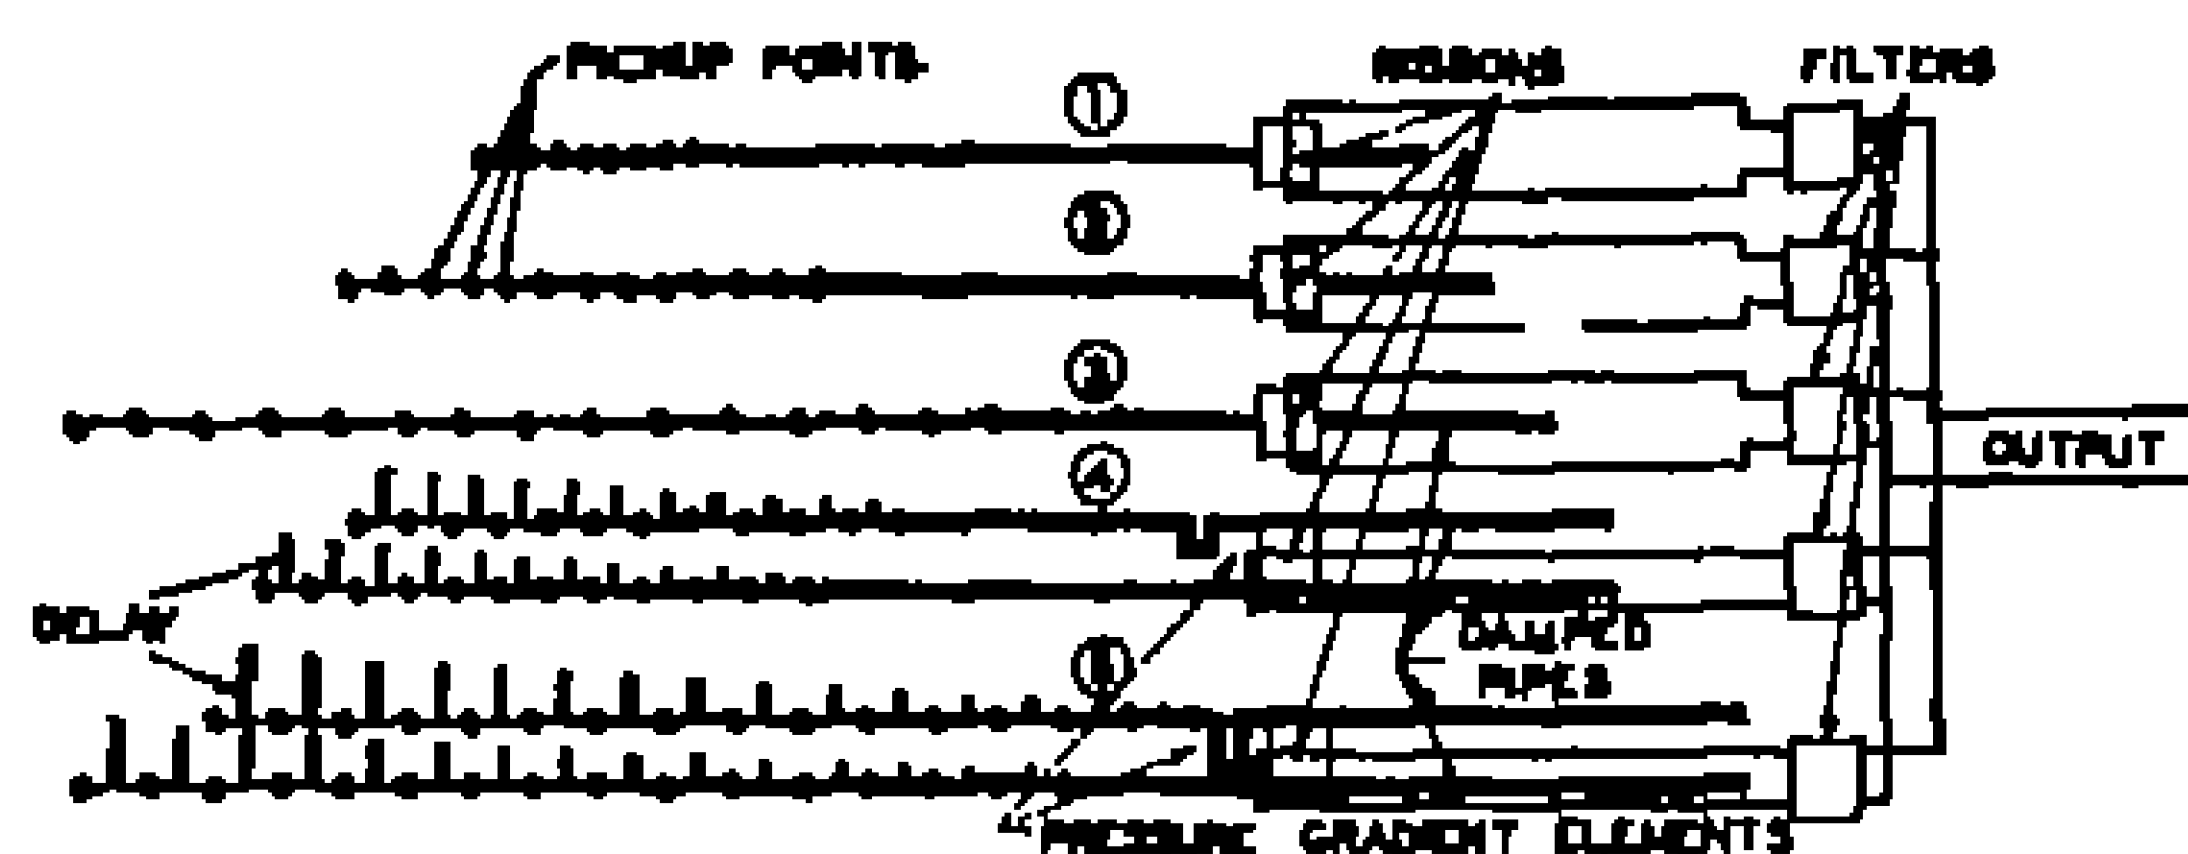 PICKUP POINTS
RIBBONS
FILTERS
①
②
③
OUTPUT
④
DELAY
DAMPED
PIPES
⑤
PRESSURE GRADIENT ELEMENTS